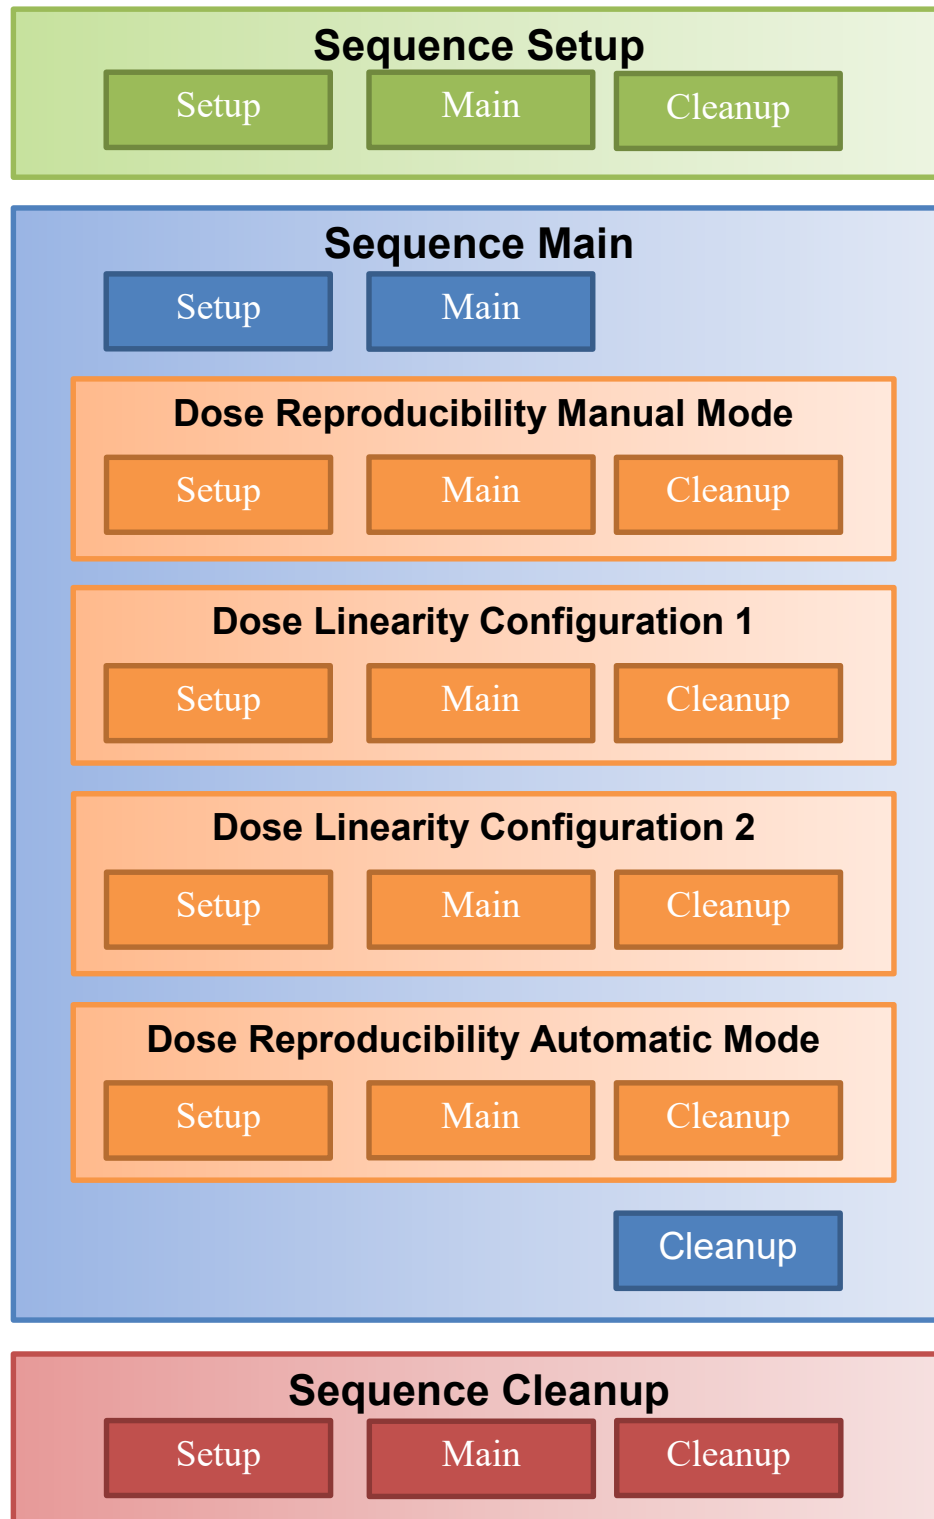 Sequence Setup
Setup Main Cleanup
Sequence Main
Setup Main
Dose Reproducibility Manual Mode
Setup Main Cleanup
Dose Linearity Configuration 1
Setup Main Cleanup
Dose Linearity Configuration 2
Setup Main Cleanup
Dose Reproducibility Automatic Mode
Setup Main Cleanup
Cleanup
Sequence Cleanup
Setup Main Cleanup